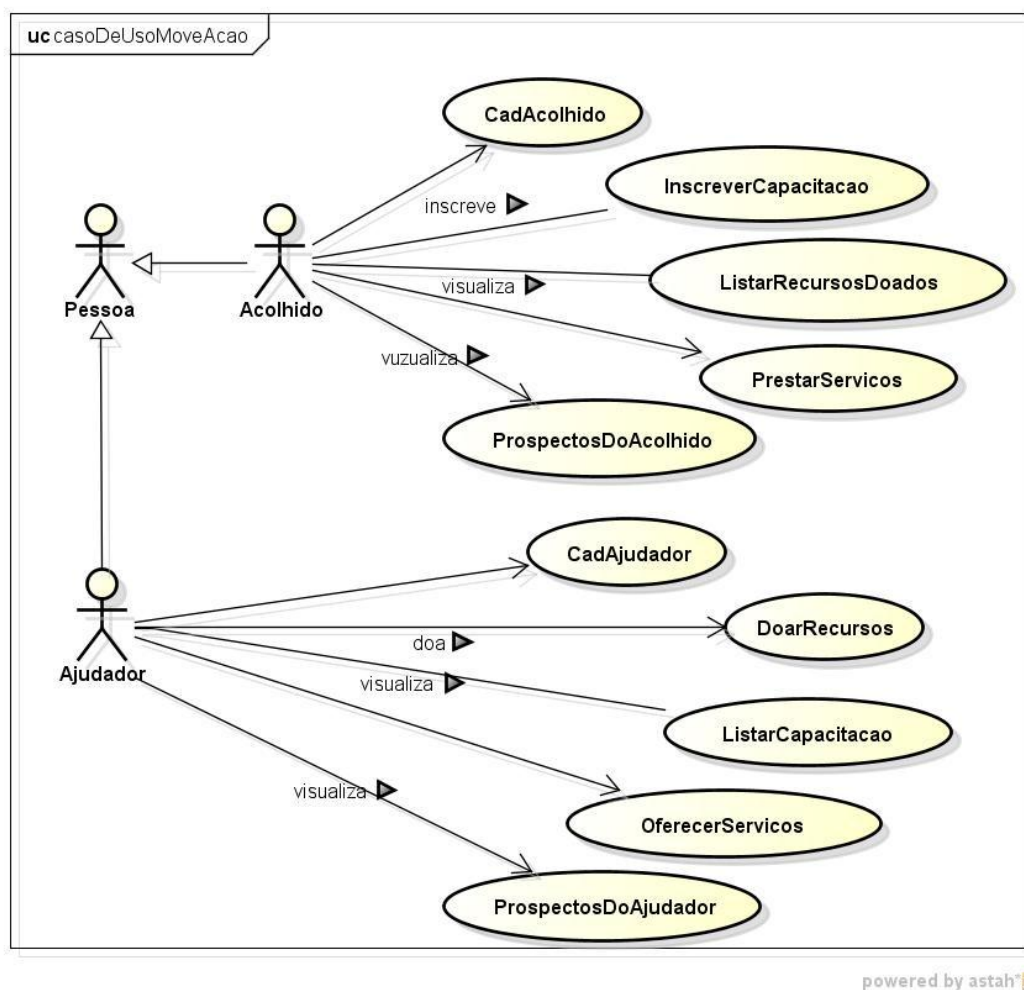 uc casoDeUsoMoveAcao
CadAcolhido
InscreverCapacitacao
inscreve
ListarRecursosDoados
visualiza
Pessoa
Acolhido
vuzualiza
PrestarServicos
ProspectosDoAcolhido
CadAjudador
DoarRecursos
doa
Ajudador
visualiza
ListarCapacitacao
visualiza
OferecerServicos
ProspectosDoAjudador
powered by astah*